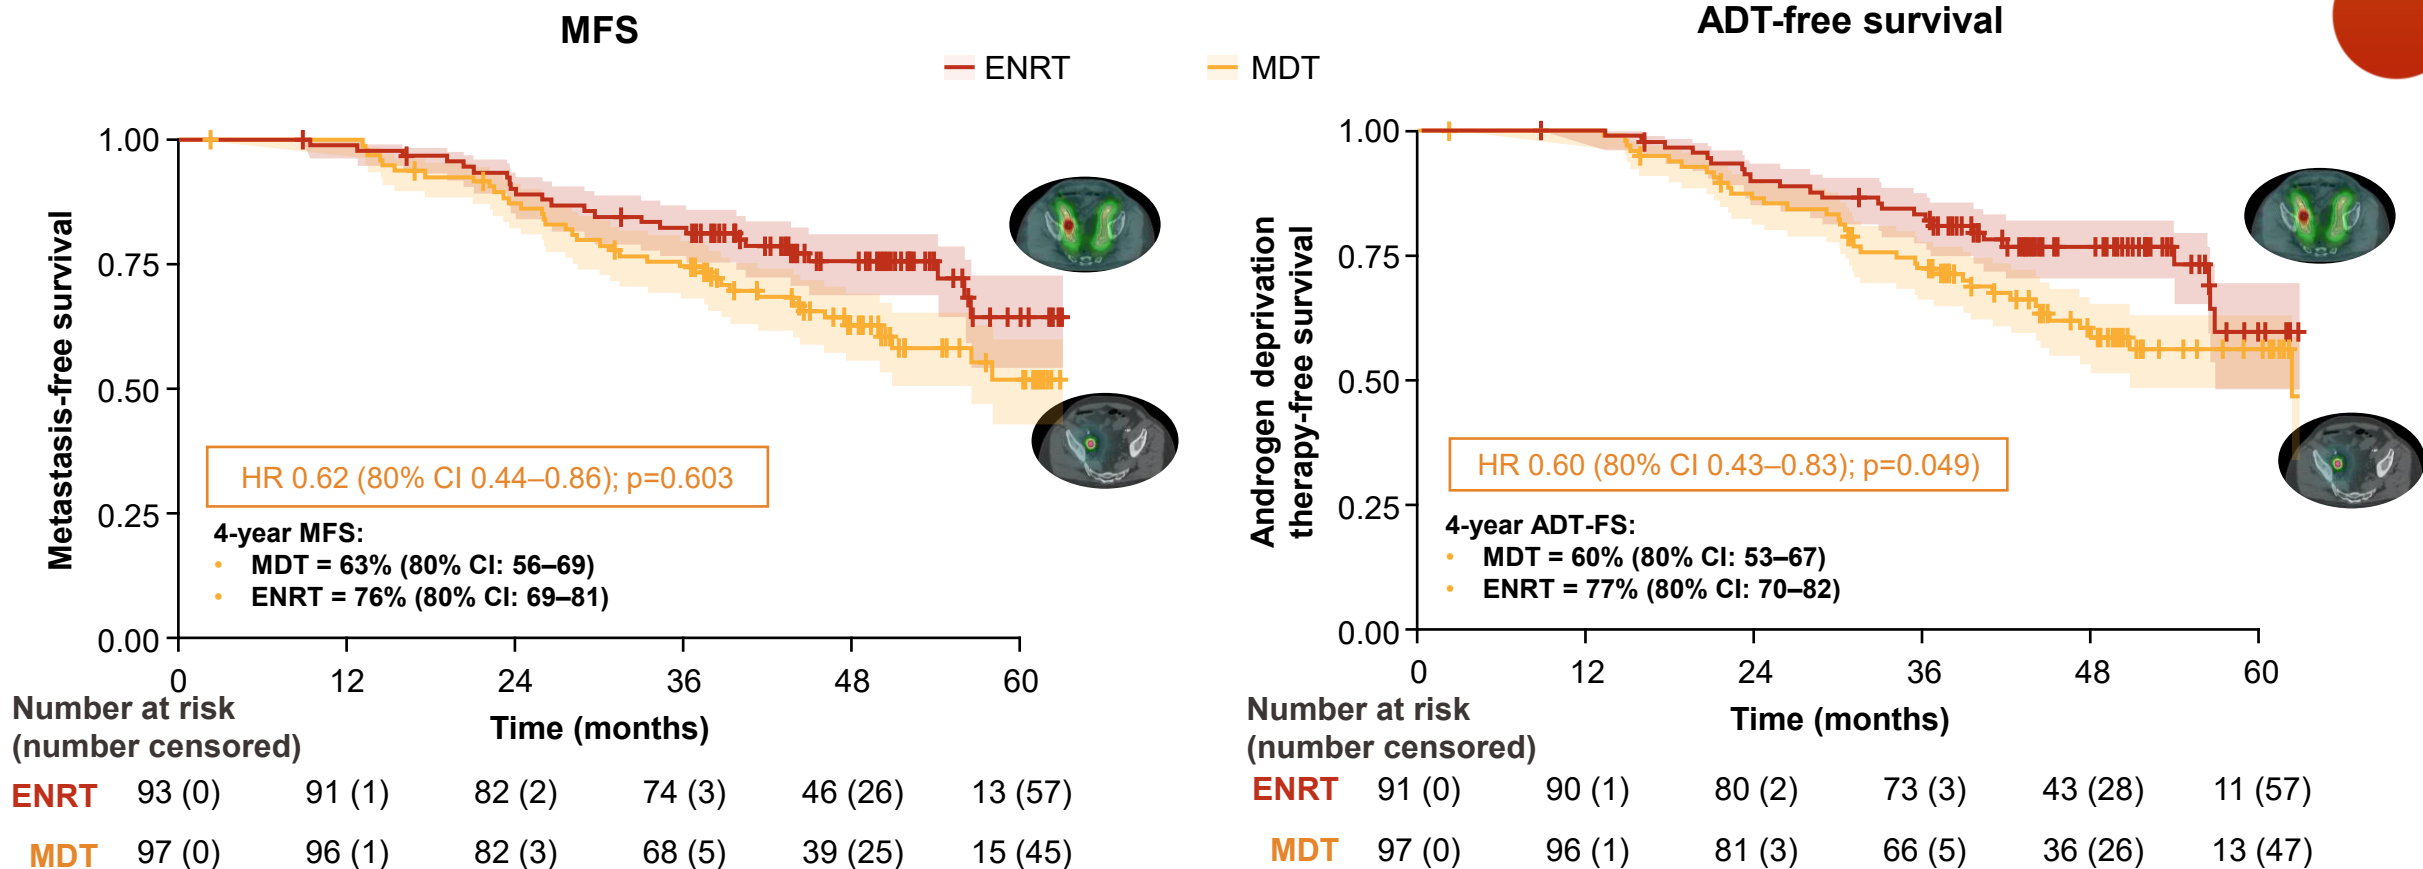 MFS
ADT-free survival
ENRT
MDT
Metastasis-free survival
1.00
0.75
0.50
0.25
0.00
HR 0.62 (80% CI 0.44–0.86); p=0.603
4-year MFS:
• MDT = 63% (80% CI: 56–69)
• ENRT = 76% (80% CI: 69–81)
0 12 24 36 48 60
Time (months)
Number at risk
(number censored)
ENRT 93 (0) 91 (1) 82 (2) 74 (3) 46 (26) 13 (57)
MDT 97 (0) 96 (1) 82 (3) 68 (5) 39 (25) 15 (45)
Androgen deprivation
therapy-free survival
1.00
0.75
0.50
0.25
0.00
HR 0.60 (80% CI 0.43–0.83); p=0.049)
4-year ADT-FS:
• MDT = 60% (80% CI: 53–67)
• ENRT = 77% (80% CI: 70–82)
0 12 24 36 48 60
Time (months)
Number at risk
(number censored)
ENRT 91 (0) 90 (1) 80 (2) 73 (3) 43 (28) 11 (57)
MDT 97 (0) 96 (1) 81 (3) 66 (5) 36 (26) 13 (47)